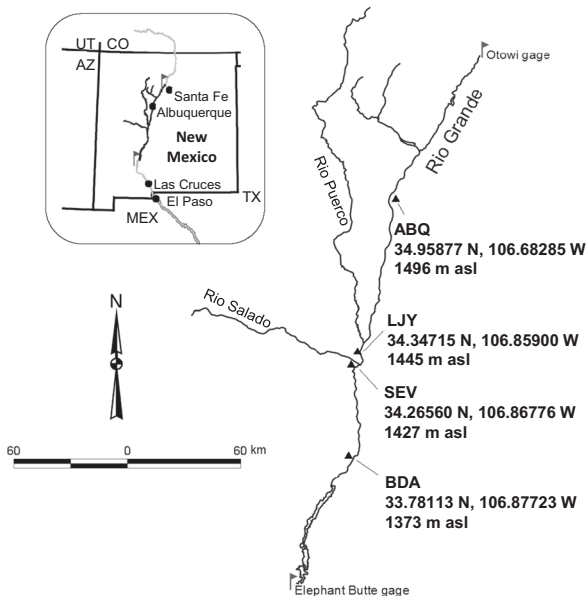 UT CO
AZ
Santa Fe
Albuquerque
New
Mexico
Las Cruces
El Paso
TX
MEX
Otowi gage
Rio Grande
Rio Puerco
ABQ
34.95877 N, 106.68285 W
1496 m asl
Rio Salado
LJY
34.34715 N, 106.85900 W
1445 m asl
SEV
34.26560 N, 106.86776 W
1427 m asl
N
60 0 60 km
BDA
33.78113 N, 106.87723 W
1373 m asl
Elephant Butte gage